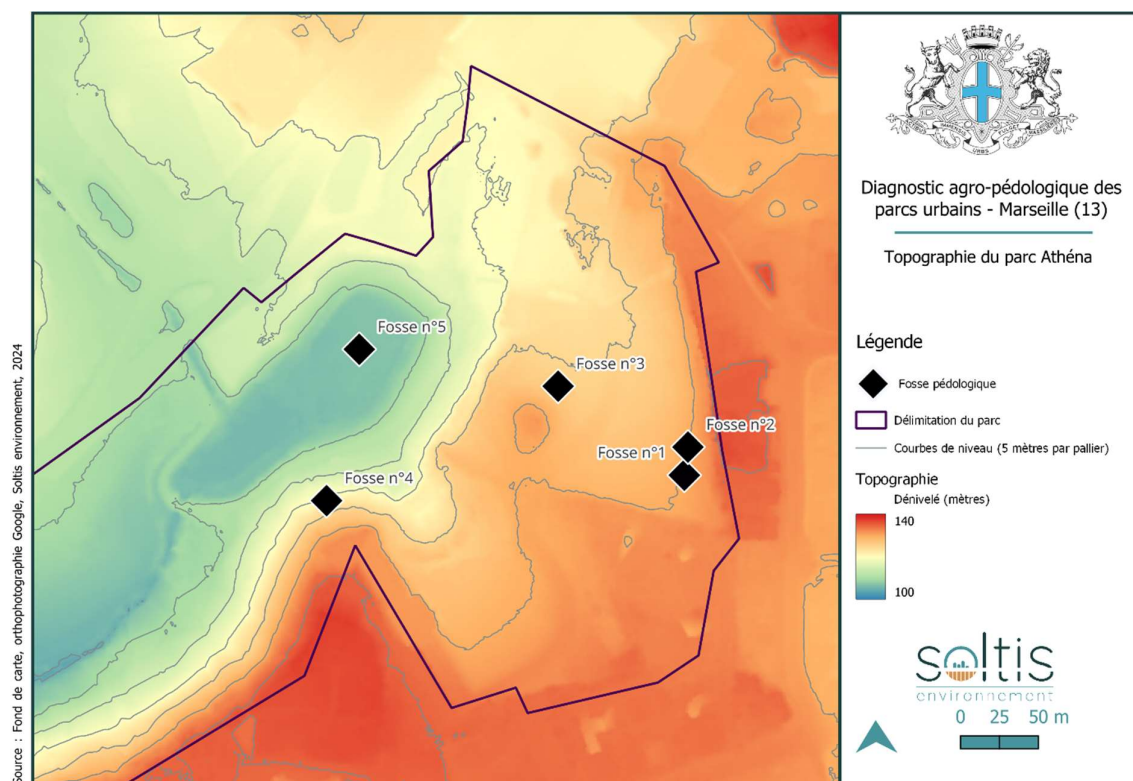 Source : Fond de carte, orthophotographie Google, Soltis environnement, 2024
Fosse n°5
Fosse n°3
Fosse n°2
Fosse n°1
Fosse n°4
Diagnostic agro-pédologique des
parcs urbains - Marseille (13)
Topographie du parc Athéna
Légende
Fosse pédologique
Délimitation du parc
Courbes de niveau (5 mètres par pallier)
Topographie
Dénivelé (mètres)
140
100
soltis
environnement
0 25 50 m